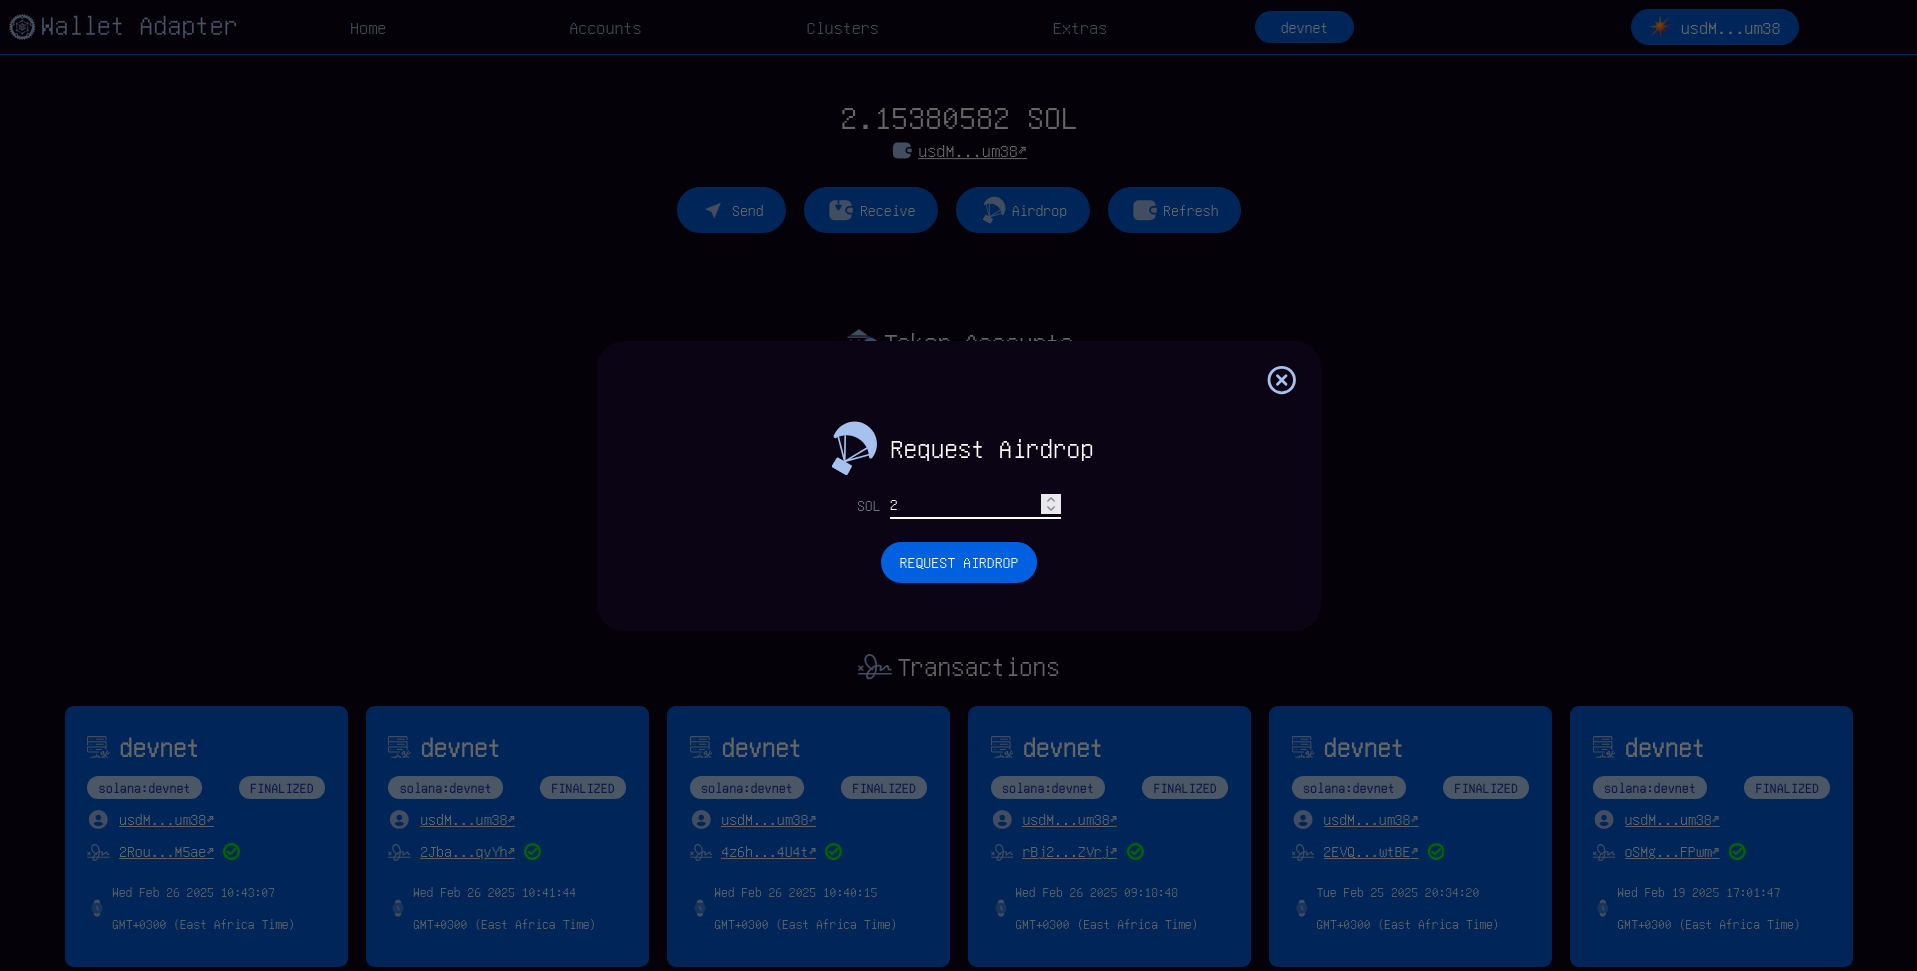 Wallet Adapter Home Accounts Clusters Extras devnet usdM...um38
2.15380582 SOL
usdM...um38↗
Send Receive Airdrop Refresh
Token Accounts
Request Airdrop
SOL 2
REQUEST AIRDROP
Transactions
devnet devnet devnet devnet devnet devnet
solana:devnet FINALIZED solana:devnet FINALIZED solana:devnet FINALIZED solana:devnet FINALIZED solana:devnet FINALIZED solana:devnet FINALIZED
usdM...um38↗ usdM...um38↗ usdM...um38↗ usdM...um38↗ usdM...um38↗ usdM...um38↗
2Rou...M5ae↗ 2Jba...qvYh↗ 4z6h...4U4t↗ rBj2...ZVrj↗ 2EVQ...wtBE↗ oSMg...FPwm↗
Wed Feb 26 2025 10:43:07 Wed Feb 26 2025 10:41:44 Wed Feb 26 2025 10:40:15 Wed Feb 26 2025 09:18:48 Tue Feb 25 2025 20:34:20 Wed Feb 19 2025 17:01:47
GMT+0300 (East Africa Time) GMT+0300 (East Africa Time) GMT+0300 (East Africa Time) GMT+0300 (East Africa Time) GMT+0300 (East Africa Time) GMT+0300 (East Africa Time)